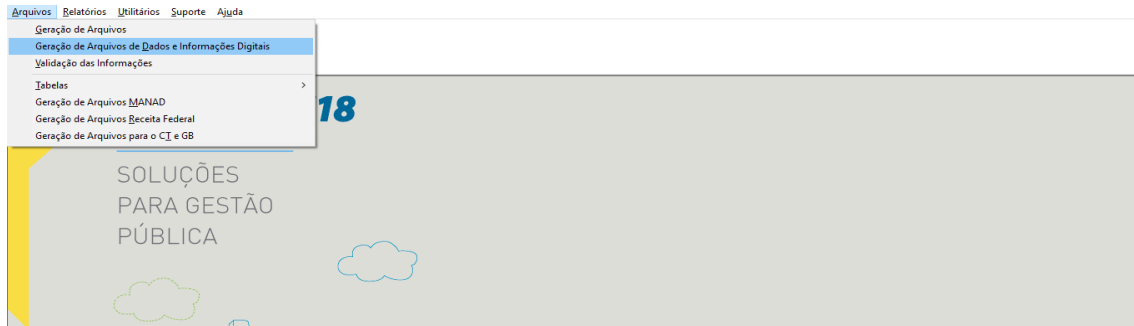 Arquivos Relatórios Utilitários Suporte Ajuda
Geração de Arquivos
Geração de Arquivos de Dados e Informações Digitais
Validação das Informações
Tabelas
Geração de Arquivos MANAD
Geração de Arquivos Receita Federal
Geração de Arquivos para o CT e GB
18
SOLUÇÕES
PARA GESTÃO
PÚBLICA